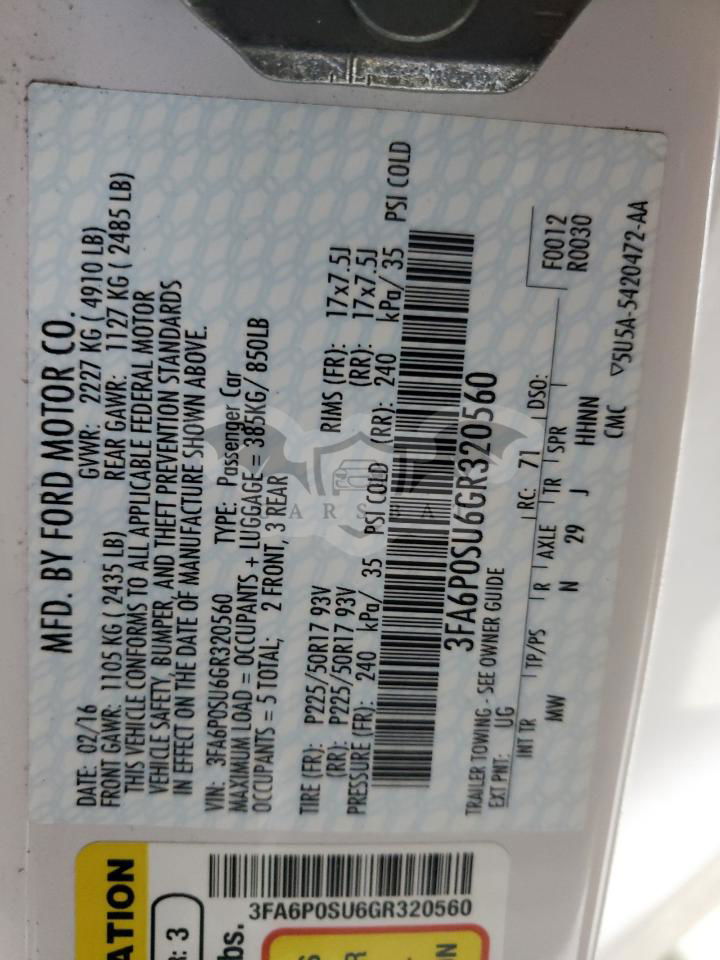 MFD. BY FORD MOTOR CO.
DATE: 02/16 GVWR: 2227 KG ( 4910 LB)
FRONT GAWR: 1105 KG ( 2435 LB) REAR GAWR: 1127 KG ( 2485 LB)
THIS VEHICLE CONFORMS TO ALL APPLICABLE FEDERAL MOTOR
VEHICLE SAFETY, BUMPER, AND THEFT PREVENTION STANDARDS
IN EFFECT ON THE DATE OF MANUFACTURE SHOWN ABOVE.
VIN: 3FA6P0SU6GR320560 TYPE: Passenger Car
MAXIMUM LOAD = OCCUPANTS + LUGGAGE = 385KG/ 850LB
OCCUPANTS = 5 TOTAL; 2 FRONT, 3 REAR
TIRE (FR): P225/50R17 93V RIMS (FR): 17x7.5J
(RR): P225/50R17 93V (RR): 17x7.5J
PRESSURE (FR): 240 kPa/ 35 PSI COLD (RR): 240 kPa/ 35 PSI COLD
3FA6P0SU6GR320560
TRAILER TOWING - SEE OWNER GUIDE
EXT PNT: UG RC: 71 DSO: F0012
R0030
INT TR TP/PS R AXLE TR SPR
MW N 29 J HHNN
CMC ▽5U5A-5420472-AA
ATION
R: 3
bs.
3FA6P0SU6GR320560
S
R
N
ARSBA